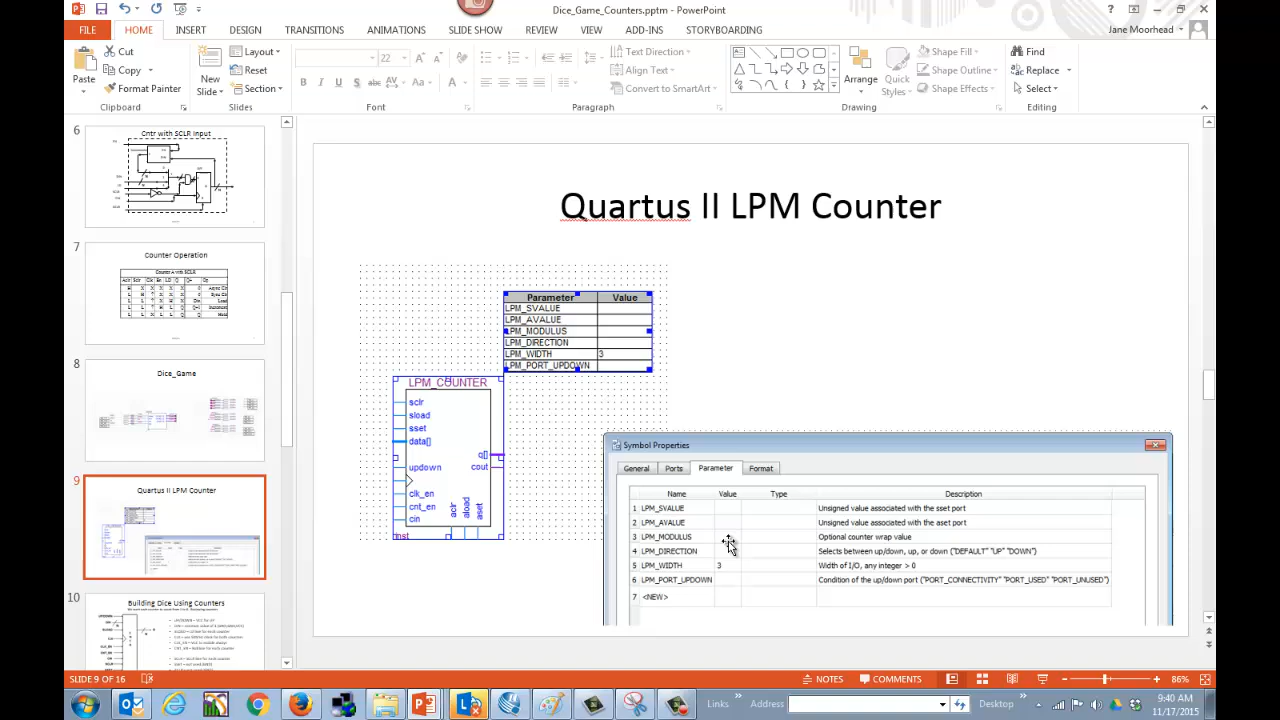 Dice_Game_Counters.pptm - PowerPoint
FILE HOME INSERT DESIGN TRANSITIONS ANIMATIONS SLIDE SHOW REVIEW VIEW ADD-INS STORYBOARDING Jane Moorhead
Paste Cut Copy Format Painter
Clipboard
New Slide Layout Reset Section
Slides
22
B I U S abc AV Aa A
Font
Text Direction
Align Text
Convert to SmartArt
Paragraph
Arrange Quick Styles Shape Fill Shape Outline Shape Effects
Drawing
Find
Replace
Select
Editing
6
Cntr with SCLR Input
7
Counter Operation
Counter A with SCLR
8
Dice_Game
9
Quartus II LPM Counter
10
Building Dice Using Counters
Quartus II LPM Counter
Parameter Value
LPM_SVALUE
LPM_AVALUE
LPM_MODULUS
LPM_DIRECTION
LPM_WIDTH 3
LPM_PORT_UPDOWN
LPM_COUNTER
sclr
sload
sset
data[]
q[]
updown cout
clk_en
cnt_en
cin
aclr aload aset
inst
Symbol Properties
General Ports Parameter Format
Name Value Type Description
1 LPM_SVALUE Unsigned value associated with the sset port
2 LPM_AVALUE Unsigned value associated with the aset port
3 LPM_MODULUS Optional counter wrap value
LPM_DIRECTION Selects between up/down, up, or down ("DEFAULT" "UP" "DOWN")
5 LPM_WIDTH 3 Width of I/O, any integer > 0
6 LPM_PORT_UPDOWN Condition of the up/down port ("PORT_CONNECTIVITY" "PORT_USED" "PORT_UNUSED")
7 <NEW>
SLIDE 9 OF 16 NOTES COMMENTS 86%
Links Address Desktop
9:40 AM
11/17/2015